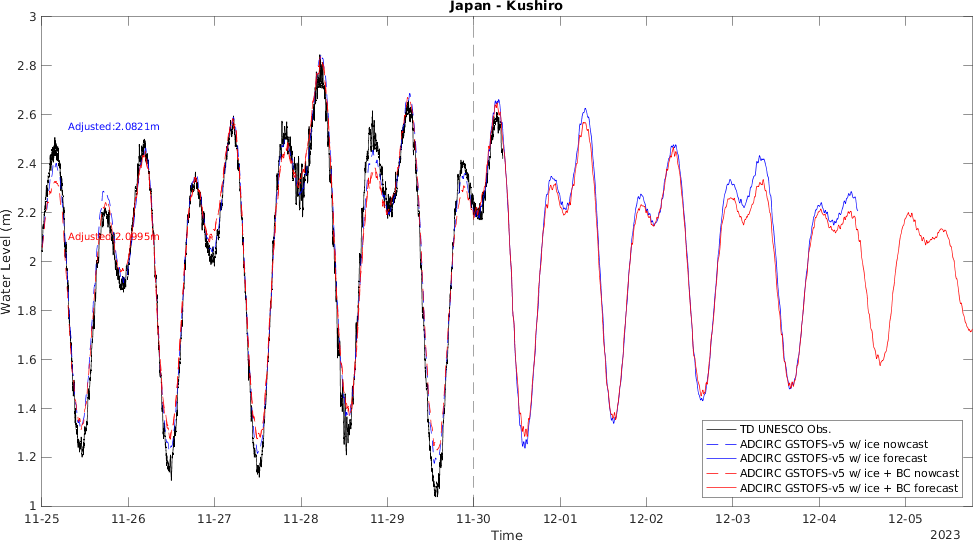 Japan - Kushiro
3
2.8
2.6
2.4
2.2
2
1.8
1.6
1.4
1.2
1
Water Level (m)
Adjusted:2.0821m
Adjusted:2.0995m
TD UNESCO Obs.
ADCIRC GSTOFS-v5 w/ ice nowcast
ADCIRC GSTOFS-v5 w/ ice forecast
ADCIRC GSTOFS-v5 w/ ice + BC nowcast
ADCIRC GSTOFS-v5 w/ ice + BC forecast
11-25 11-26 11-27 11-28 11-29 11-30 12-01 12-02 12-03 12-04 12-05
Time
2023